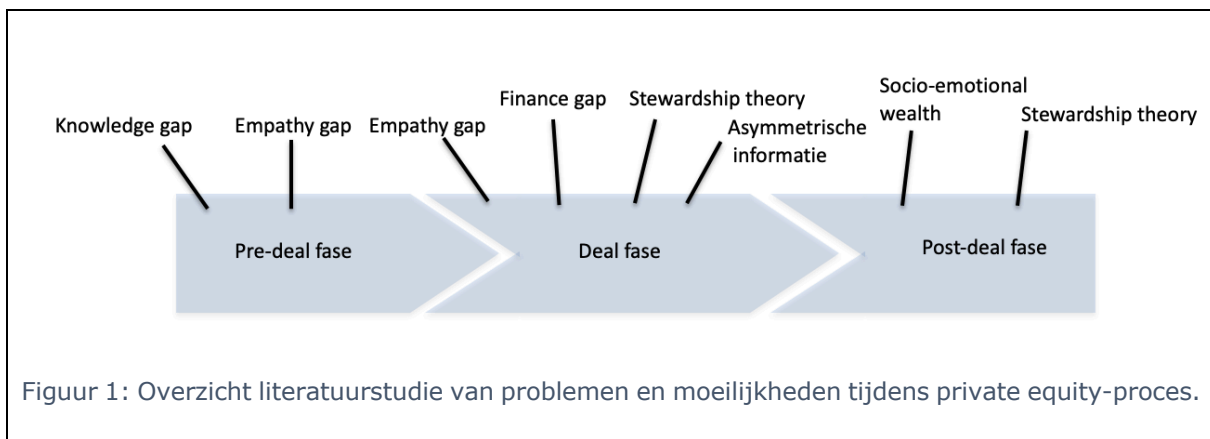 Knowledge gap
Empathy gap
Empathy gap
Finance gap
Stewardship theory
Asymmetrische
informatie
Socio-emotional
wealth
Stewardship theory
Pre-deal fase
Deal fase
Post-deal fase
Figuur 1: Overzicht literatuurstudie van problemen en moeilijkheden tijdens private equity-proces.